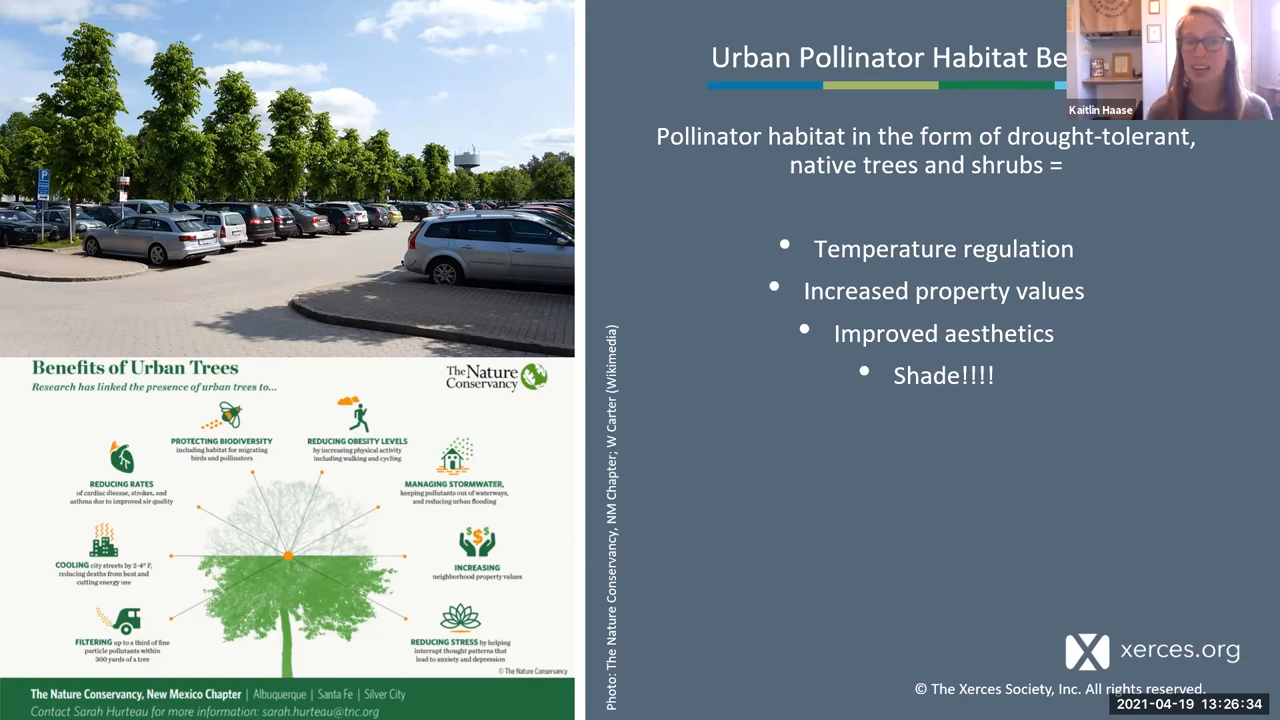 Urban Pollinator Habitat Be
Kaitlin Haase
Pollinator habitat in the form of drought-tolerant,
native trees and shrubs =
• Temperature regulation
• Increased property values
• Improved aesthetics
• Shade!!!!
Photo: The Nature Conservancy, NM Chapter; W Carter (Wikimedia)
P
Benefits of Urban Trees
Research has linked the presence of urban trees to...
The Nature
Conservancy
PROTECTING BIODIVERSITY
including habitat for migrating
birds and pollinators
REDUCING OBESITY LEVELS
by increasing physical activity
including walking and cycling
REDUCING RATES
of cardiac disease, strokes, and
asthma due to improved air quality
MANAGING STORMWATER,
keeping pollutants out of waterways,
and reducing urban flooding
COOLING city streets by 2-4° F,
reducing deaths from heat and
cutting energy use
INCREASING
neighborhood property values
FILTERING up to a third of fine
particle pollutants within
300 yards of a tree
REDUCING STRESS by helping
interrupt thought patterns that
lead to anxiety and depression
© The Nature Conservancy
The Nature Conservancy, New Mexico Chapter | Albuquerque | Santa Fe | Silver City
Contact Sarah Hurteau for more information: sarah.hurteau@tnc.org
xerces.org
© The Xerces Society, Inc. All rights reserved.
2021-04-19 13:26:34